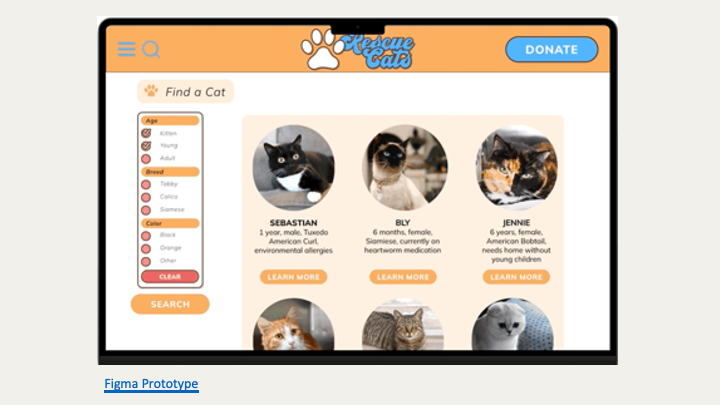 Rescue
Cats
DONATE
Find a Cat
Age
Kitten
Young
Adult
Breed
Tabby
Calico
Siamese
Color
Black
Orange
Other
CLEAR
SEARCH
SEBASTIAN
1 year, male, Tuxedo
American Curl,
environmental allergies
LEARN MORE
BLY
6 months, female,
Siamiese, currently on
heartworm medication
LEARN MORE
JENNIE
6 years, female,
American Bobtail,
needs home without
young children
LEARN MORE
Figma Prototype